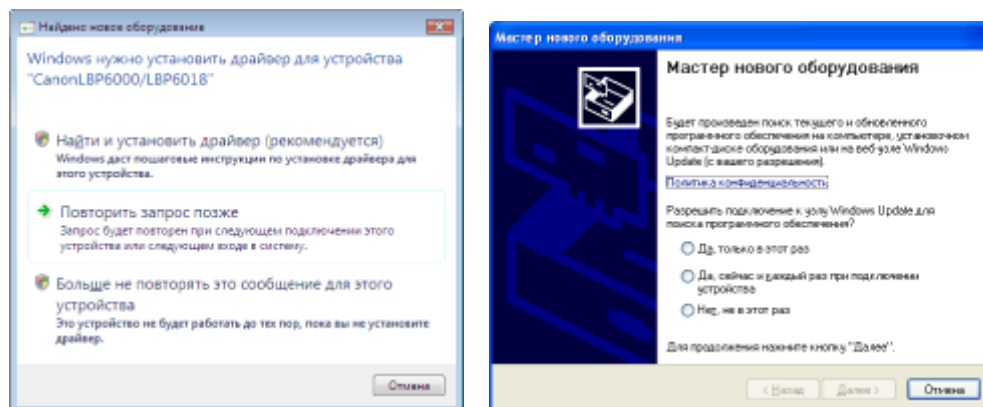 Найдено новое оборудование
Windows нужно установить драйвер для устройства
"CanonLBP6000/LBP6018"
Найти и установить драйвер (рекомендуется)
Windows даст пошаговые инструкции по установке драйвера для
этого устройства.
Повторить запрос позже
Запрос будет повторен при следующем подключении этого
устройства или следующем входе в систему.
Больше не повторять это сообщение для этого
устройства
Это устройство не будет работать до тех пор, пока вы не установите
драйвер.
Отмена
Мастер нового оборудования
Мастер нового оборудования
Будет произведен поиск текущего и обновленного
программного обеспечения на компьютере, установочном
компакт-диске оборудования или на веб-узле Windows
Update (с вашего разрешения).
Политика конфиденциальность
Разрешить подключение к узлу Windows Update для
поиска программного обеспечения?
Да, только в этот раз
Да, сейчас и каждый раз при подключении
устройства
Нет, не в этот раз
Для продолжения нажмите кнопку "Далее".
< Назад
Далее >
Отмена